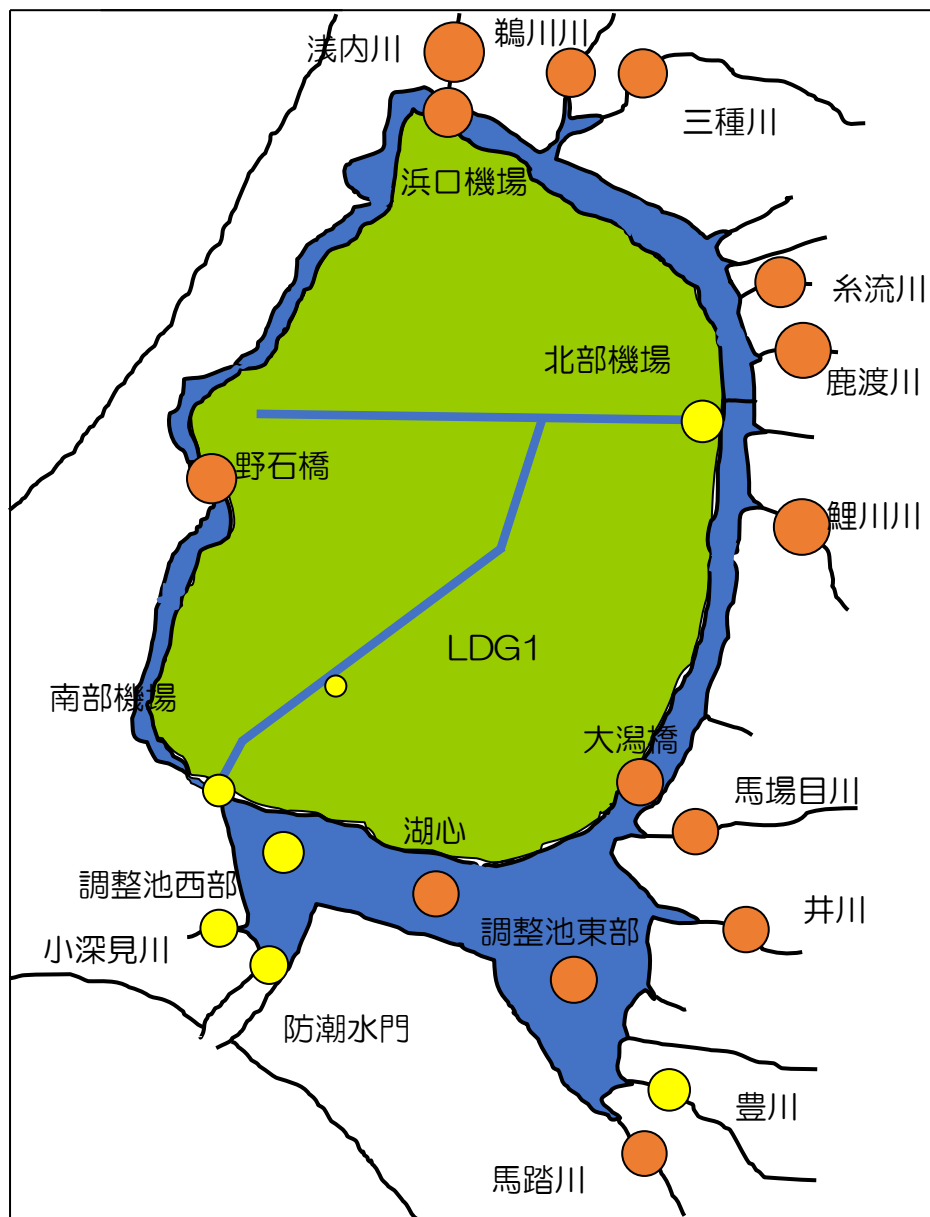 鵜川川
浅内川
三種川
浜口機場
糸流川
北部機場
鹿渡川
野石橋
鯉川川
LDG1
南部機場
大潟橋
馬場目川
湖心
調整池西部
井川
調整池東部
小深見川
防潮水門
豊川
馬踏川